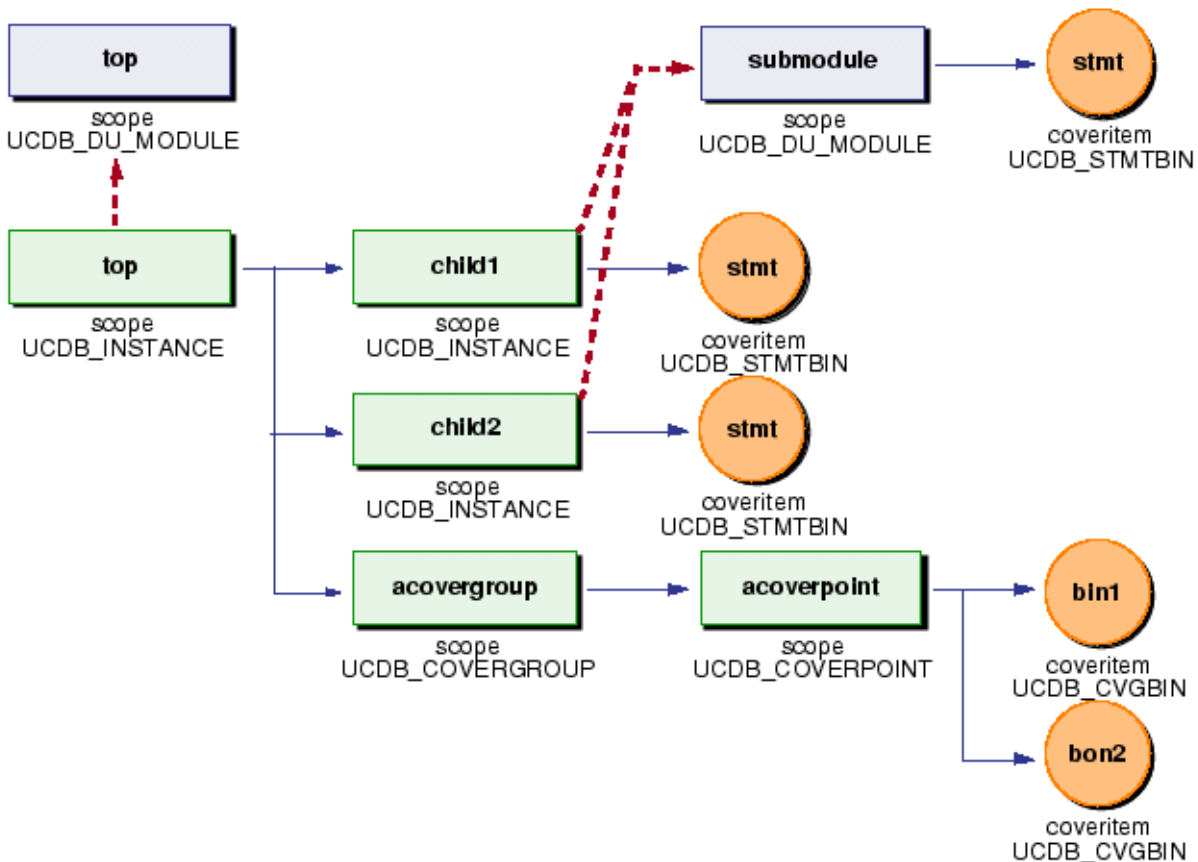 top
scope
UCDB_DU_MODULE
submodule
scope
UCDB_DU_MODULE
stmt
coveritem
UCDB_STMTBIN
top
scope
UCDB_INSTANCE
child1
scope
UCDB_INSTANCE
stmt
coveritem
UCDB_STMTBIN
child2
scope
UCDB_INSTANCE
stmt
coveritem
UCDB_STMTBIN
acovergroup
scope
UCDB_COVERGROUP
acoverpoint
scope
UCDB_COVERPOINT
bin1
coveritem
UCDB_CVGBIN
bon2
coveritem
UCDB_CVGBIN